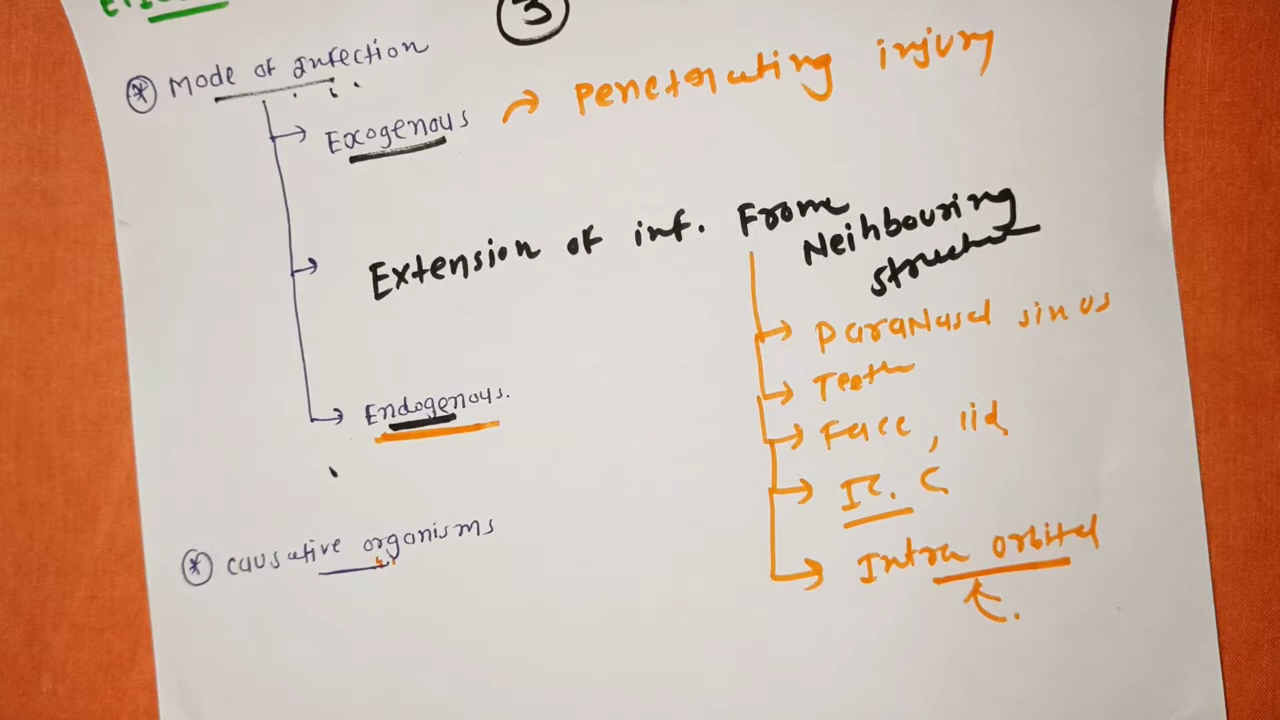 3
* Mode of infection
Exogenous → Penetrating injury
Extension of inf. From
Neihbouring
structure
paraNasal sinus
Teeth
Face, lid
I. C
Intra orbital
Endogenous.
* causative organisms